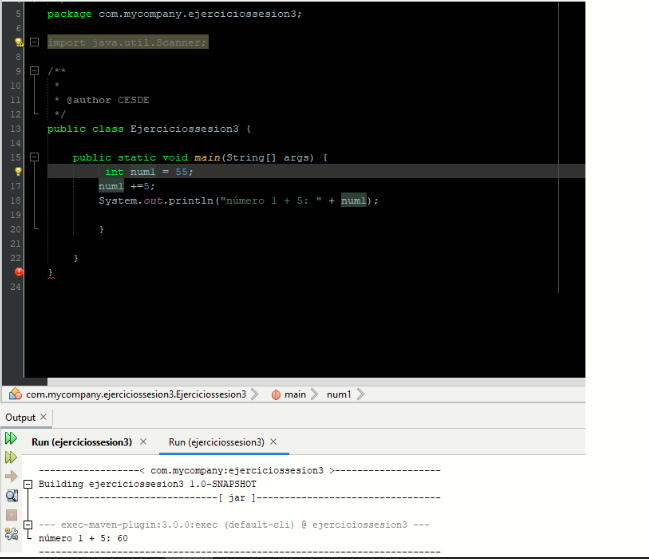 5 package com.mycompany.ejerciciossesion3;
6
import java.util.Scanner;
8
9 /**
10 *
11 * @author CESDE
12 */
13 public class Ejerciciossesion3 {
14
15 public static void main(String[] args) {
int num1 = 55;
17 num1 +=5;
18 System.out.println("número 1 + 5: " + num1);
19
20 }
21
22 }
}
24
com.mycompany.ejerciciossesion3.Ejerciciossesion3 main num1
Output ×
Run (ejerciciossesion3) × Run (ejerciciossesion3) ×
------------------< com.mycompany:ejerciciossesion3 >-------------------
Building ejerciciossesion3 1.0-SNAPSHOT
--------------------------------[ jar ]---------------------------------
--- exec-maven-plugin:3.0.0:exec (default-cli) @ ejerciciossesion3 ---
número 1 + 5: 60
------------------------------------------------------------------------